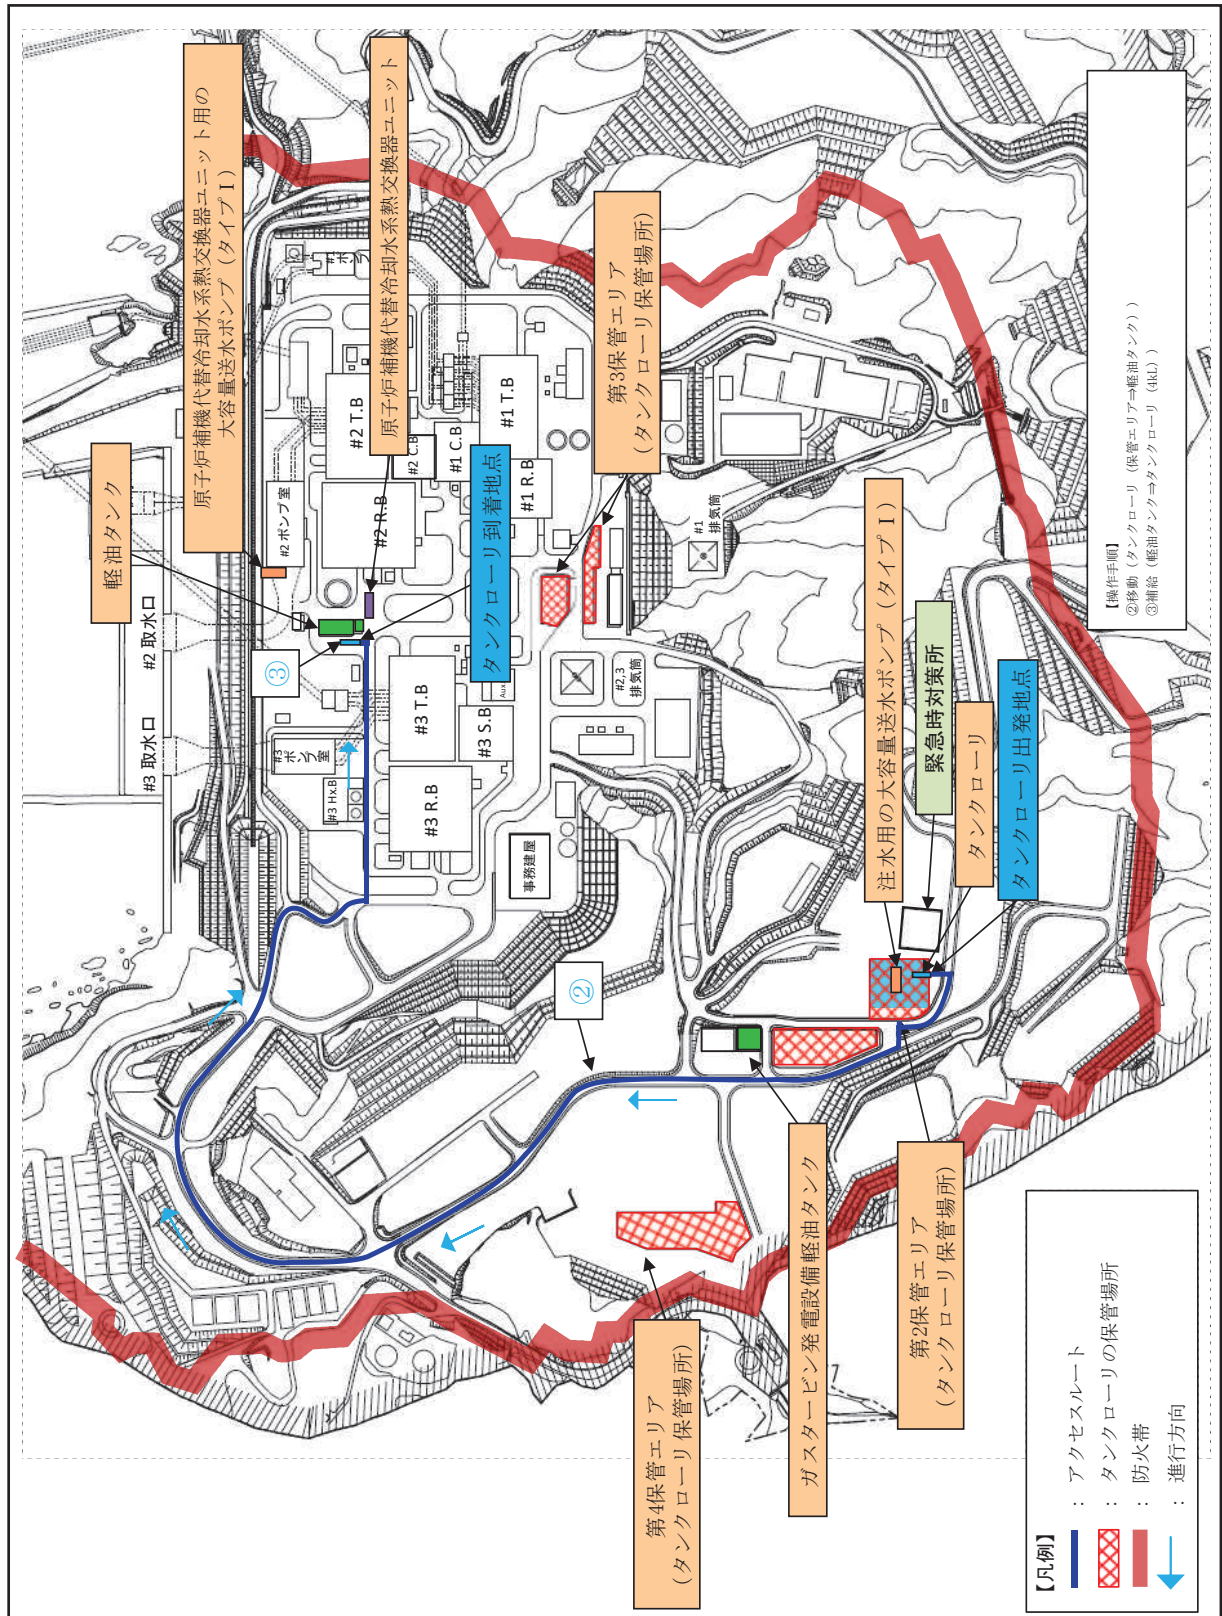 原子炉補機代替冷却水系熱交換器ユニット用の
大容量送水ポンプ（タイプⅠ）
原子炉補機代替冷却水系熱交換器ユニット
軽油タンク
タンクローリ到着地点
第3保管エリア
（タンクローリ保管場所）
#2 取水口
#3 取水口
#2 ポンプ室
#3
ポンプ室
#3 Hx.B
#1
ポン
#2 T.B
#2 C.B
#2 R.B
#1 T.B
#1 C.B
#1 R.B
#3 T.B
#3 S.B
#3 R.B
Aux
#1
排気筒
#2,3
排気筒
事務建屋
③
②
注水用の大容量送水ポンプ（タイプⅠ）
緊急時対策所
タンクローリ
タンクローリ出発地点
第2保管エリア
（タンクローリ保管場所）
ガスタービン発電設備軽油タンク
第4保管エリア
（タンクローリ保管場所）
【操作手順】
②移動（タンクローリ（保管エリア⇒軽油タンク））
③補給（軽油タンク⇒タンクローリ（4kL））
【凡例】
：アクセスルート
：タンクローリの保管場所
：防火帯
：進行方向